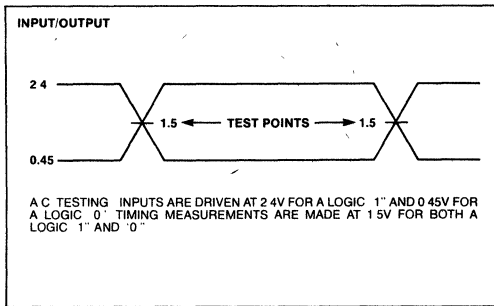 INPUT/OUTPUT
2 4
1.5 TEST POINTS 1.5
0.45
A C TESTING INPUTS ARE DRIVEN AT 2 4V FOR A LOGIC 1" AND 0 45V FOR
A LOGIC 0' TIMING MEASUREMENTS ARE MADE AT 1 5V FOR BOTH A
LOGIC 1" AND '0"